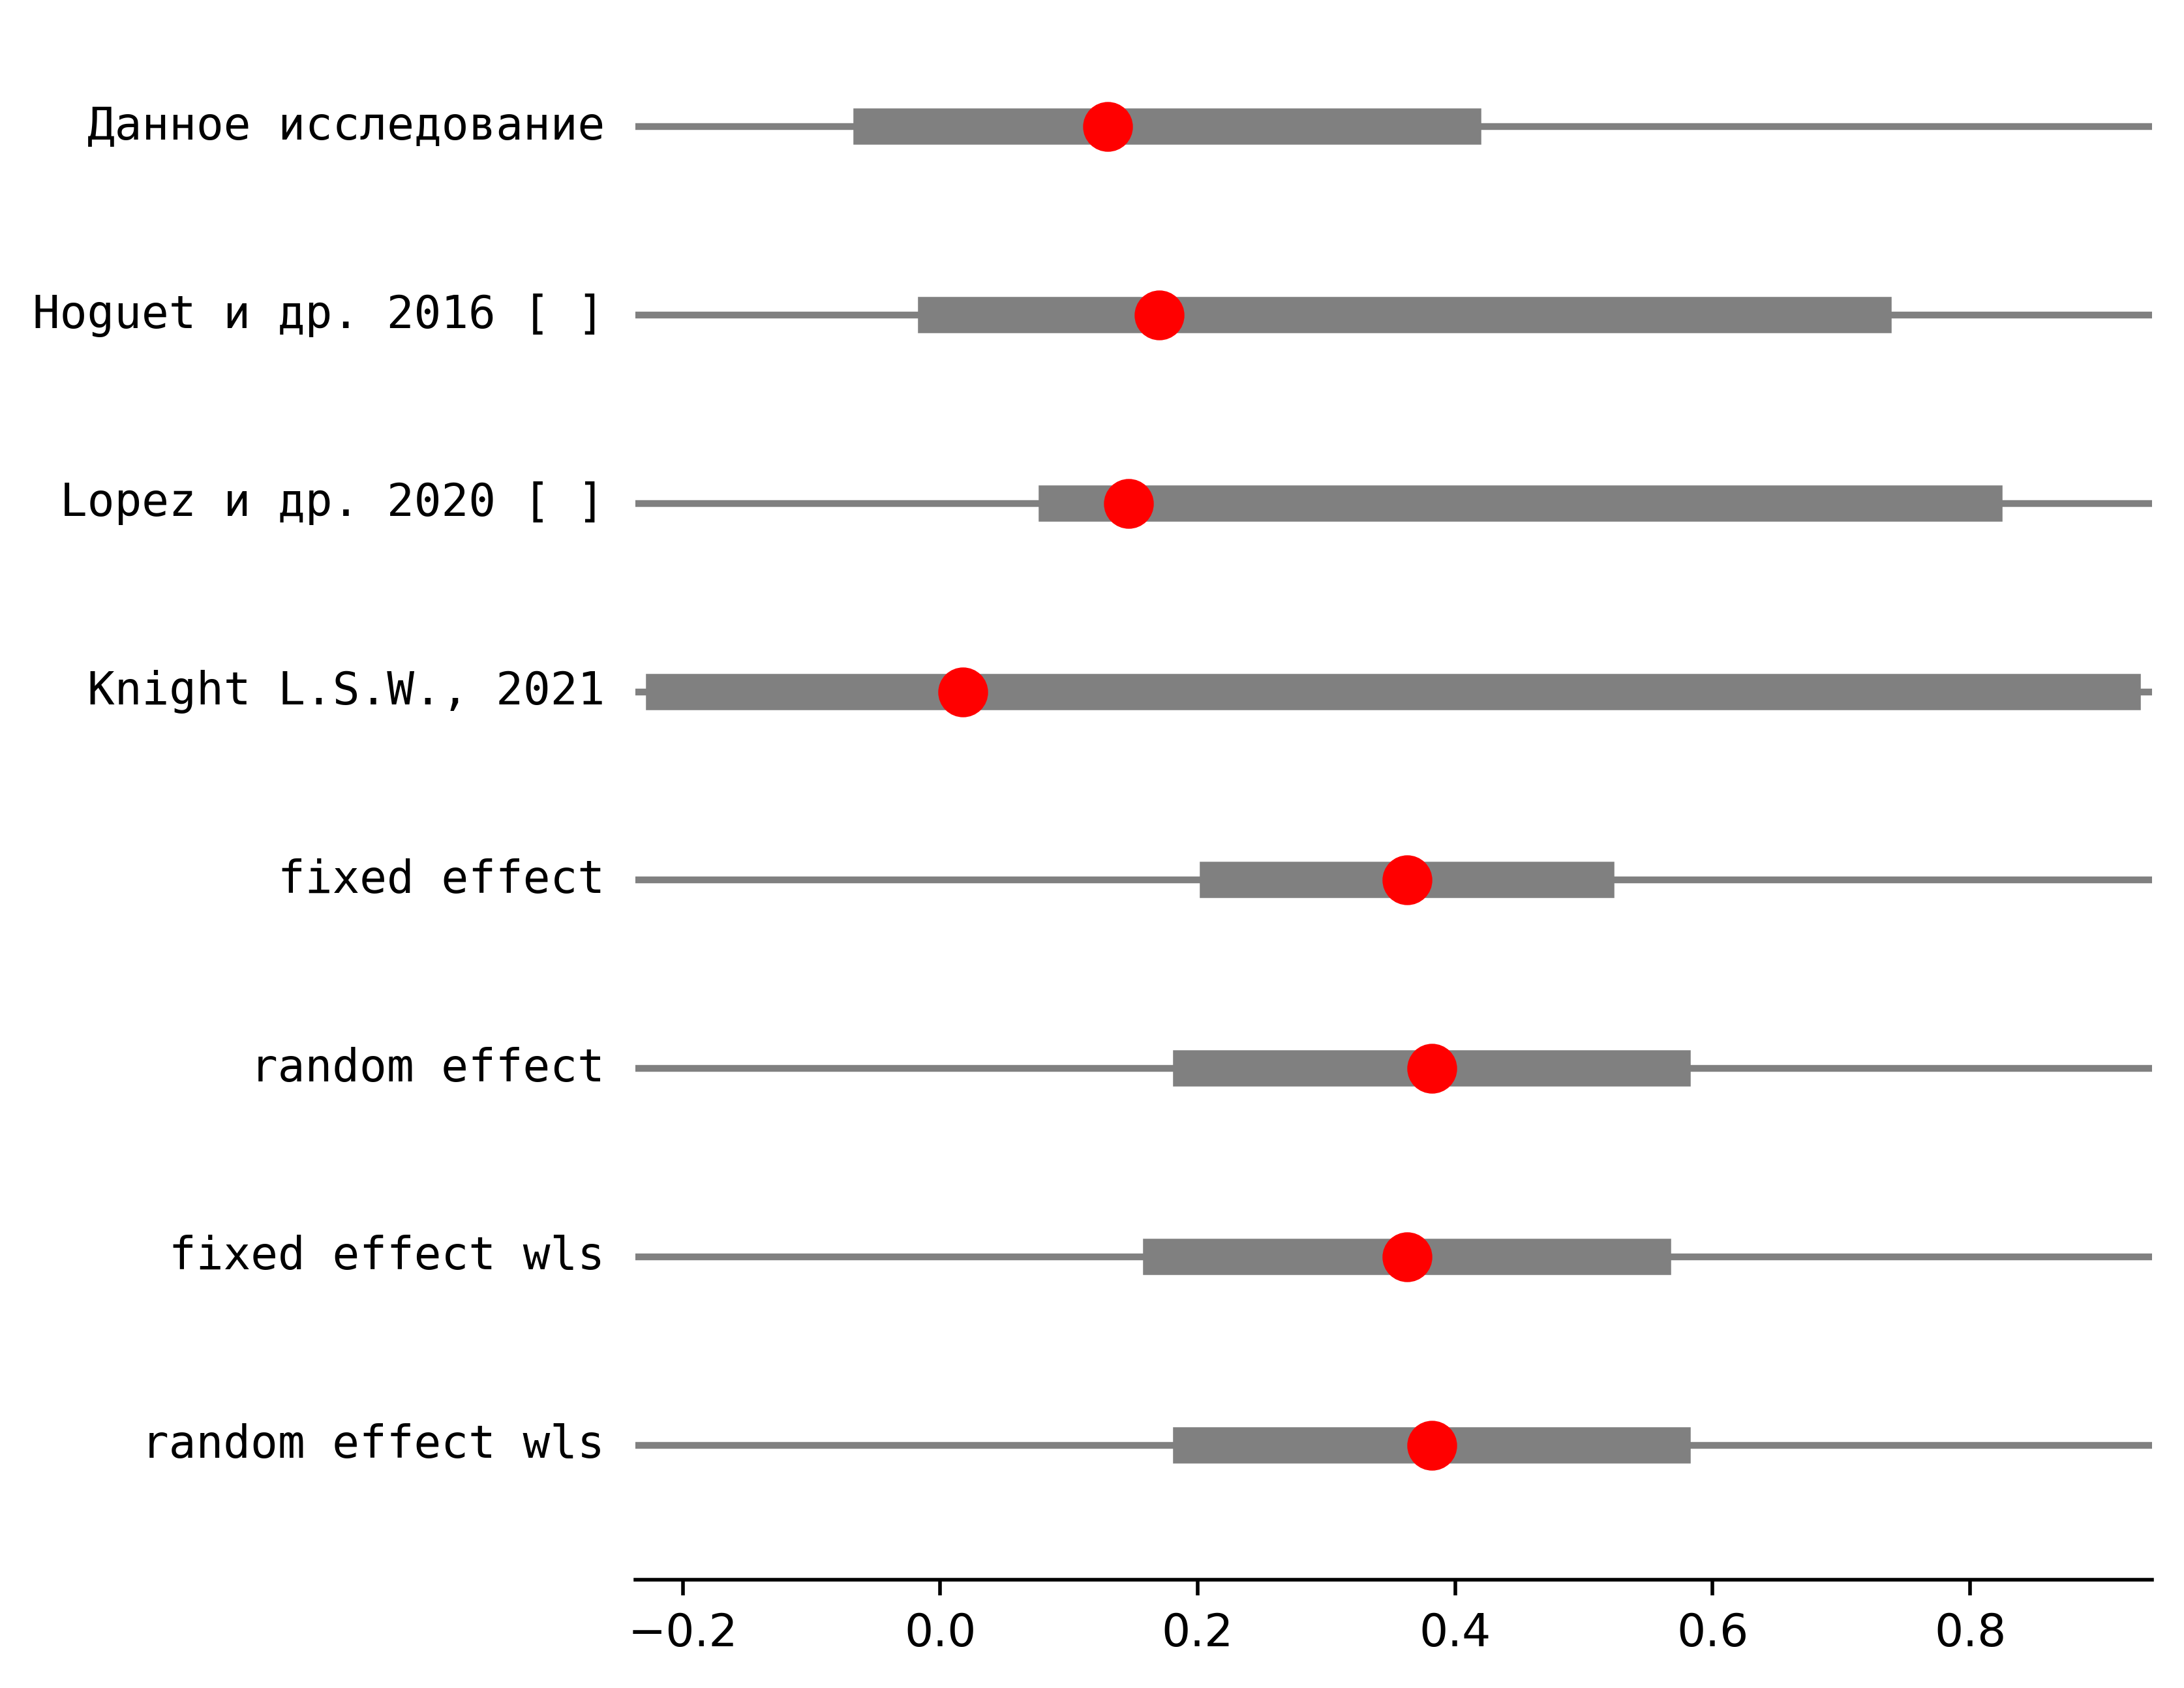 Данное исследование
Hoguet и др. 2016 [ ]
Lopez и др. 2020 [ ]
Knight L.S.W., 2021
fixed effect
random effect
fixed effect wls
random effect wls
−0.2 0.0 0.2 0.4 0.6 0.8